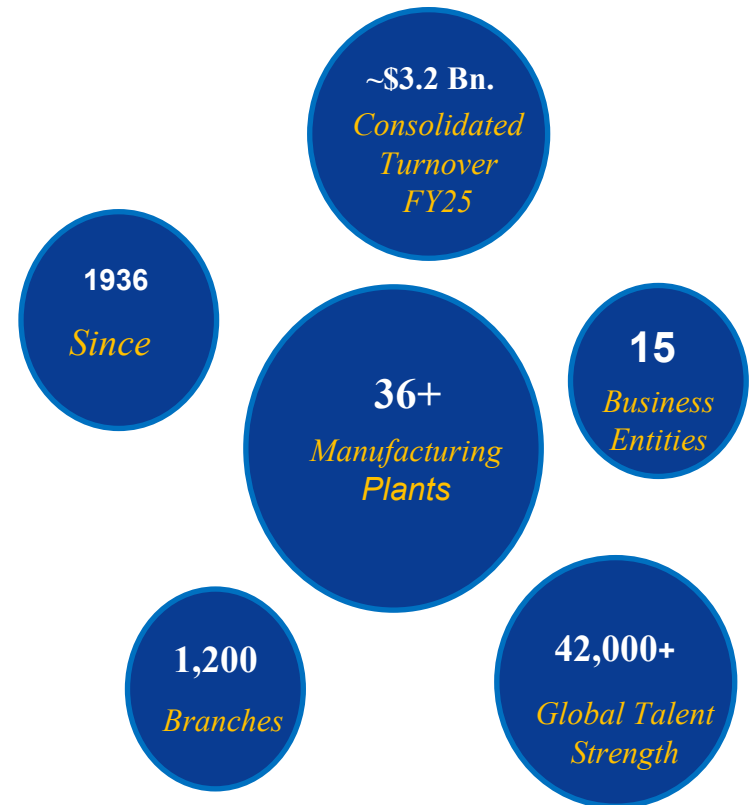 ~$3.2 Bn.
Consolidated
Turnover
FY25
1936
Since
15
Business
Entities
36+
Manufacturing
Plants
1,200
Branches
42,000+
Global Talent
Strength